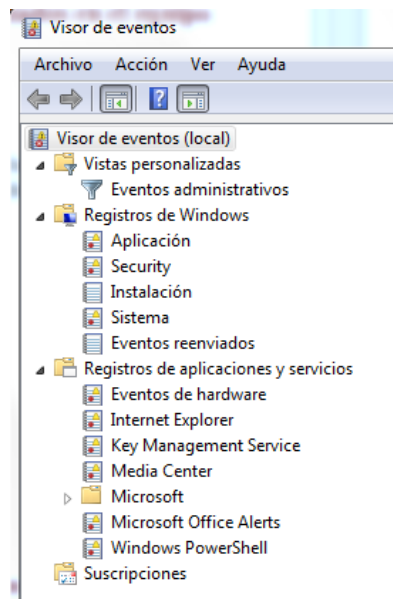 Visor de eventos
Archivo Acción Ver Ayuda
Visor de eventos (local)
Vistas personalizadas
Eventos administrativos
Registros de Windows
Aplicación
Security
Instalación
Sistema
Eventos reenviados
Registros de aplicaciones y servicios
Eventos de hardware
Internet Explorer
Key Management Service
Media Center
Microsoft
Microsoft Office Alerts
Windows PowerShell
Suscripciones